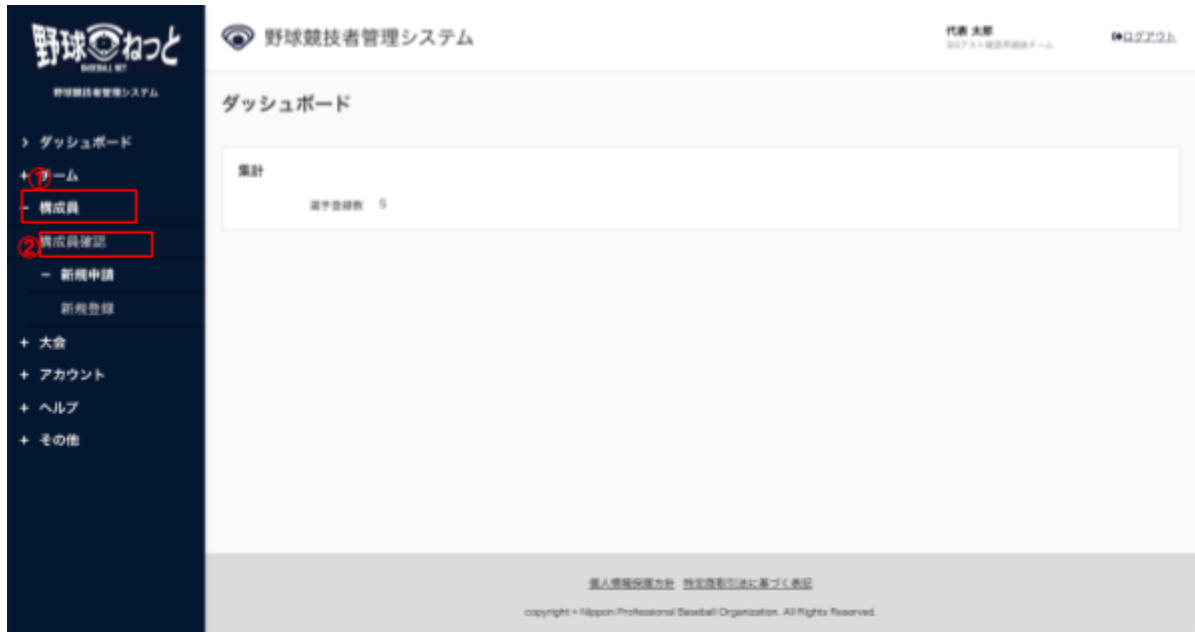 野球ねっと
BASEBALL NET
野球競技者管理システム
> ダッシュボード
+ チーム
− 構成員
構成員確認
− 新規申請
新規登録
+ 大会
+ アカウント
+ ヘルプ
+ その他
①
②
野球競技者管理システム
代表 太郎
ログアウト
ダッシュボード
集計
選手登録数 5
個人情報保護方針 特定商取引法に基づく表記
copyright © Nippon Professional Baseball Organization. All Rights Reserved.